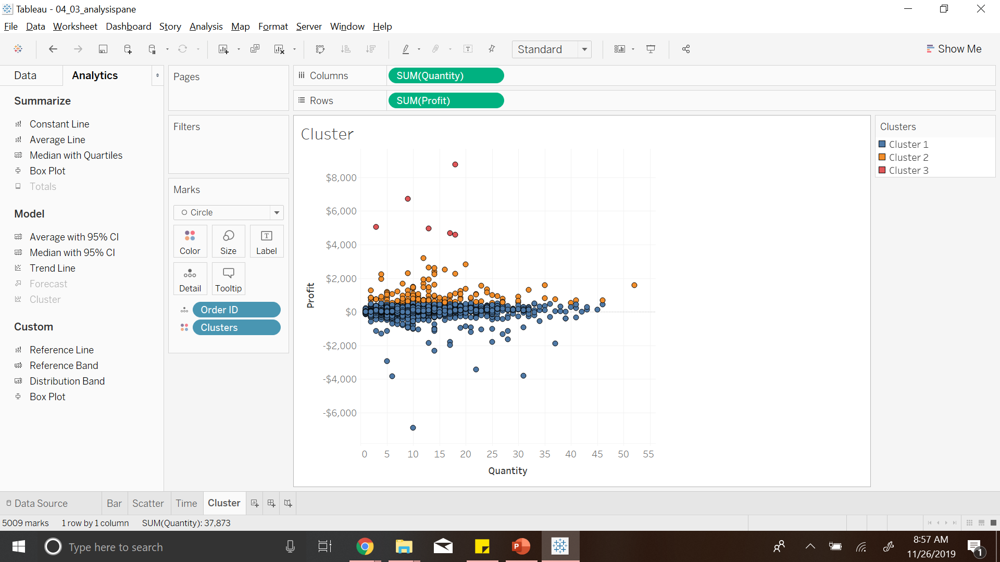 Tableau - 04_03_analysispane
File Data Worksheet Dashboard Story Analysis Map Format Server Window Help
Standard
Show Me
Data Analytics
Summarize
Constant Line
Average Line
Median with Quartiles
Box Plot
Totals
Model
Average with 95% CI
Median with 95% CI
Trend Line
Forecast
Cluster
Custom
Reference Line
Reference Band
Distribution Band
Box Plot
Pages
Filters
Marks
Circle
Color Size Label
T
Detail Tooltip
Order ID
Clusters
Columns SUM(Quantity)
Rows SUM(Profit)
Cluster
$8,000
$6,000
$4,000
$2,000
$0
-$2,000
-$4,000
-$6,000
Profit
0 5 10 15 20 25 30 35 40 45 50 55
Quantity
Clusters
Cluster 1
Cluster 2
Cluster 3
Data Source Bar Scatter Time Cluster
5009 marks 1 row by 1 column SUM(Quantity): 37,873
Type here to search
P
8:57 AM
11/26/2019
1